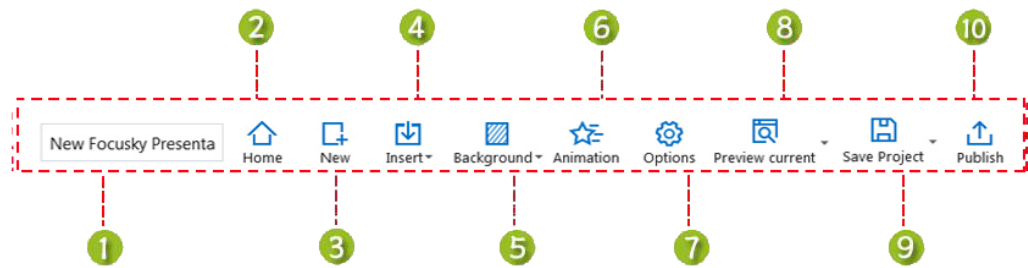 2 4 6 8 10
New Focusky Presenta Home New Insert Background Animation Options Preview current Save Project Publish
1 3 5 7 9